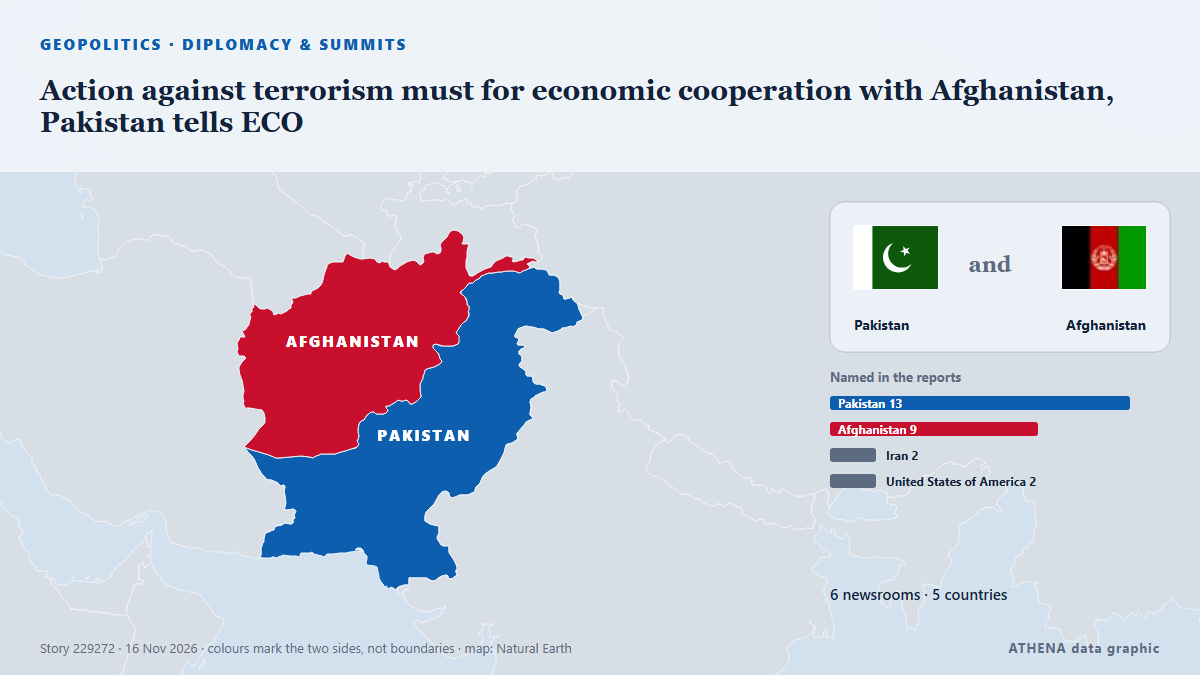 GEOPOLITICS · DIPLOMACY & SUMMITS
Action against terrorism must for economic cooperation with Afghanistan,
Pakistan tells ECO
AFGHANISTAN
PAKISTAN
and
Pakistan
Afghanistan
Named in the reports
Pakistan 13
Afghanistan 9
Iran 2
United States of America 2
6 newsrooms · 5 countries
Story 229272 · 16 Nov 2026 · colours mark the two sides, not boundaries · map: Natural Earth
ATHENA data graphic